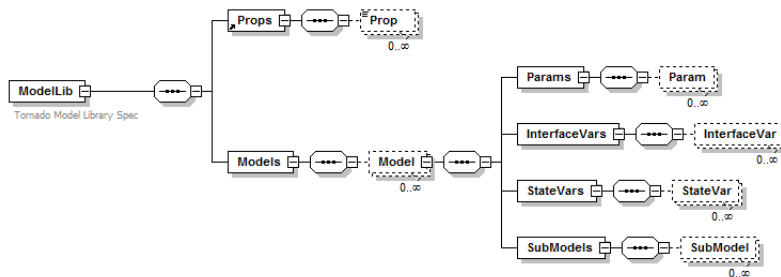 Props
Prop
0..∞
ModelLib
Tornado Model Library Spec
Models
Model
0..∞
Params
Param
0..∞
InterfaceVars
InterfaceVar
0..∞
StateVars
StateVar
0..∞
SubModels
SubModel
0..∞